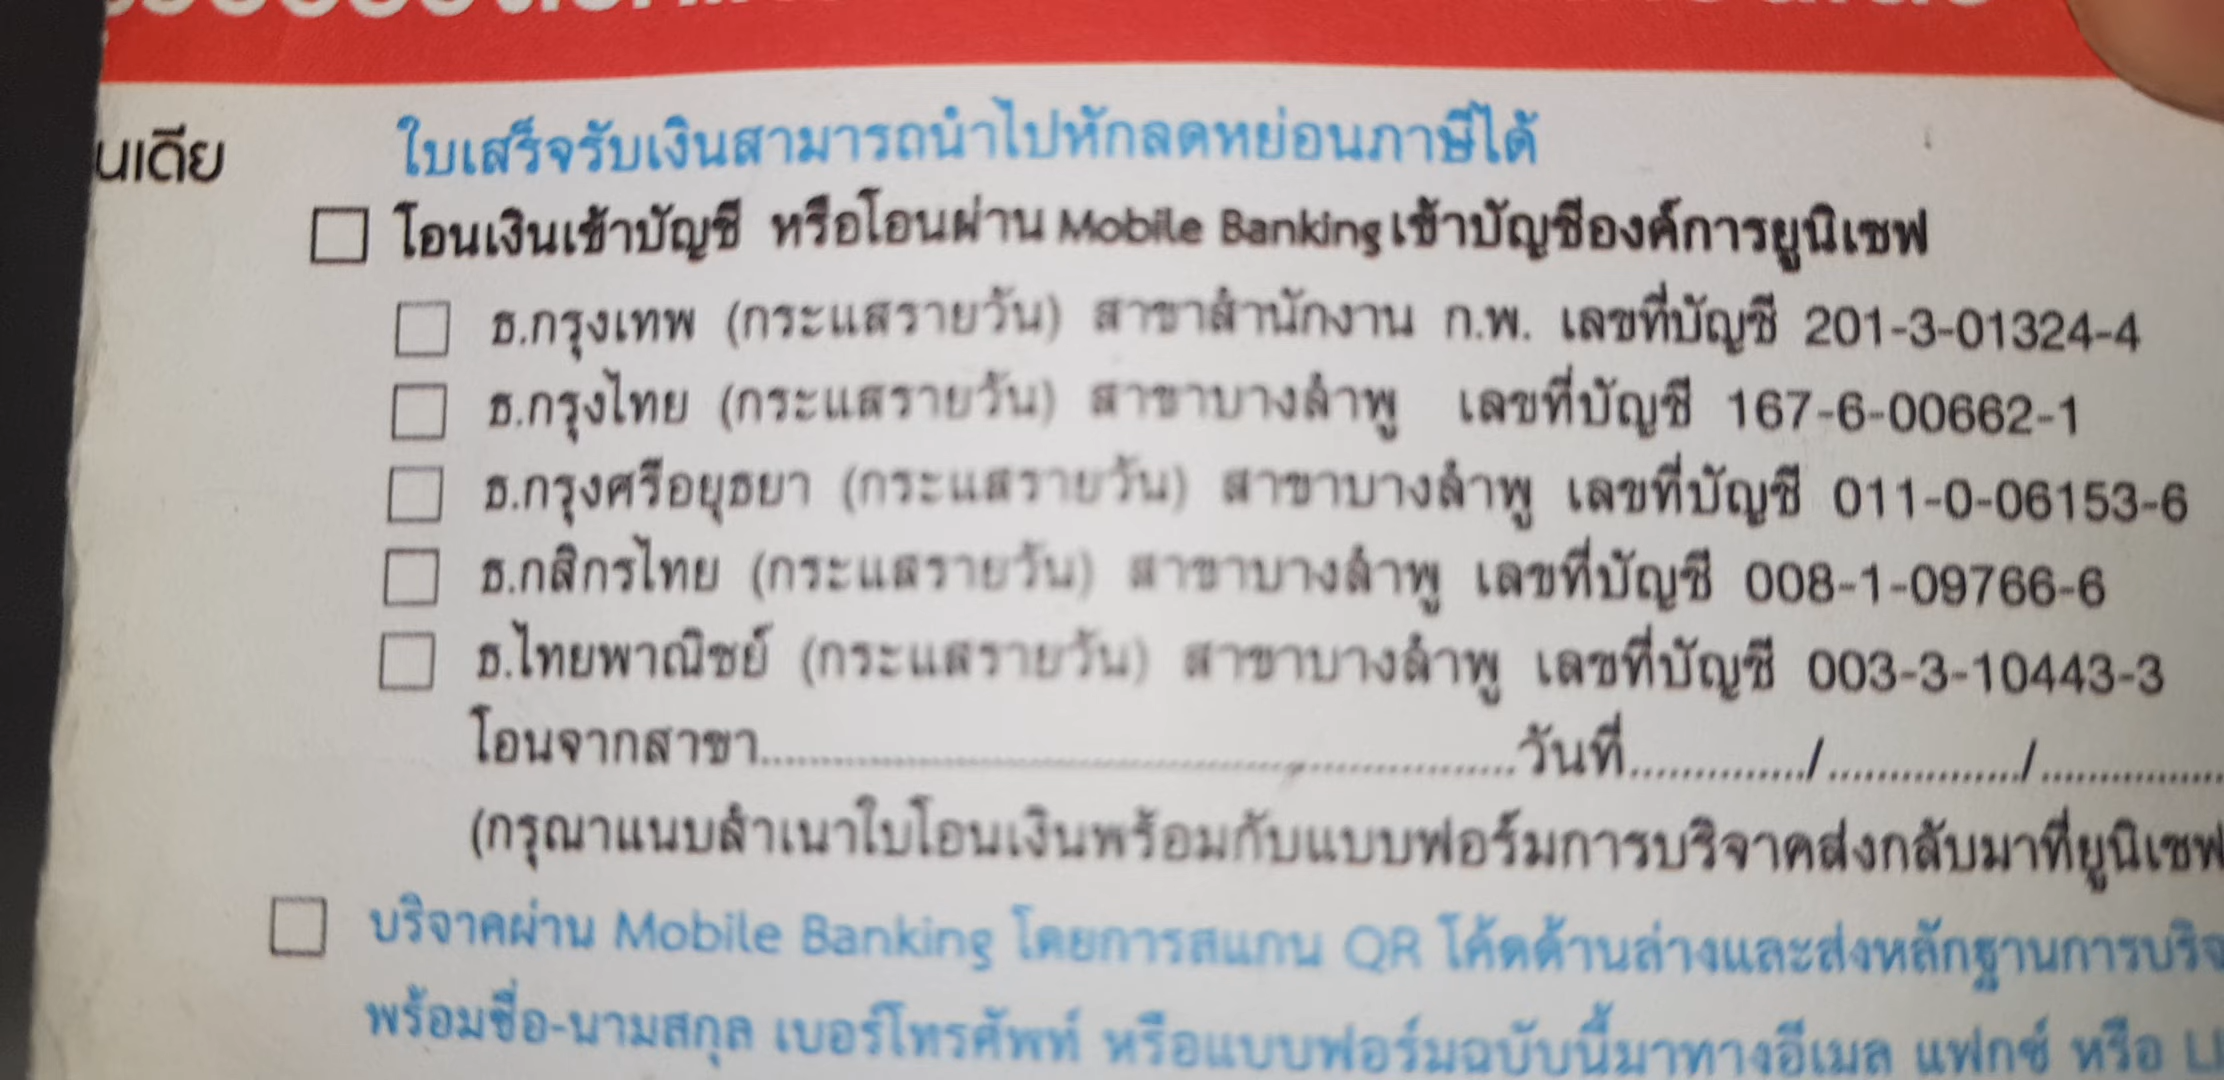 นเดีย
ใบเสร็จรับเงินสามารถนำไปหักลดหย่อนภาษีได้
โอนเงินเข้าบัญชี หรือโอนผ่าน Mobile Banking เข้าบัญชีองค์การยูนิเซฟ
ธ.กรุงเทพ (กระแสรายวัน) สาขาสำนักงาน ก.พ. เลขที่บัญชี 201-3-01324-4
ธ.กรุงไทย (กระแสรายวัน) สาขาบางลำพู เลขที่บัญชี 167-6-00662-1
ธ.กรุงศรีอยุธยา (กระแสรายวัน) สาขาบางลำพู เลขที่บัญชี 011-0-06153-6
ธ.กสิกรไทย (กระแสรายวัน) สาขาบางลำพู เลขที่บัญชี 008-1-09766-6
ธ.ไทยพาณิชย์ (กระแสรายวัน) สาขาบางลำพู เลขที่บัญชี 003-3-10443-3
โอนจากสาขา..............................วันที่............../................/................
(กรุณาแนบสำเนาใบโอนเงินพร้อมกับแบบฟอร์มการบริจาคส่งกลับมาที่ยูนิเซฟ
บริจาคผ่าน Mobile Banking โดยการสแกน QR โค้ดด้านล่างและส่งหลักฐานการบริจ
พร้อมชื่อ-นามสกุล เบอร์โทรศัพท์ หรือแบบฟอร์มฉบับนี้มาทางอีเมล แฟกซ์ หรือ LI